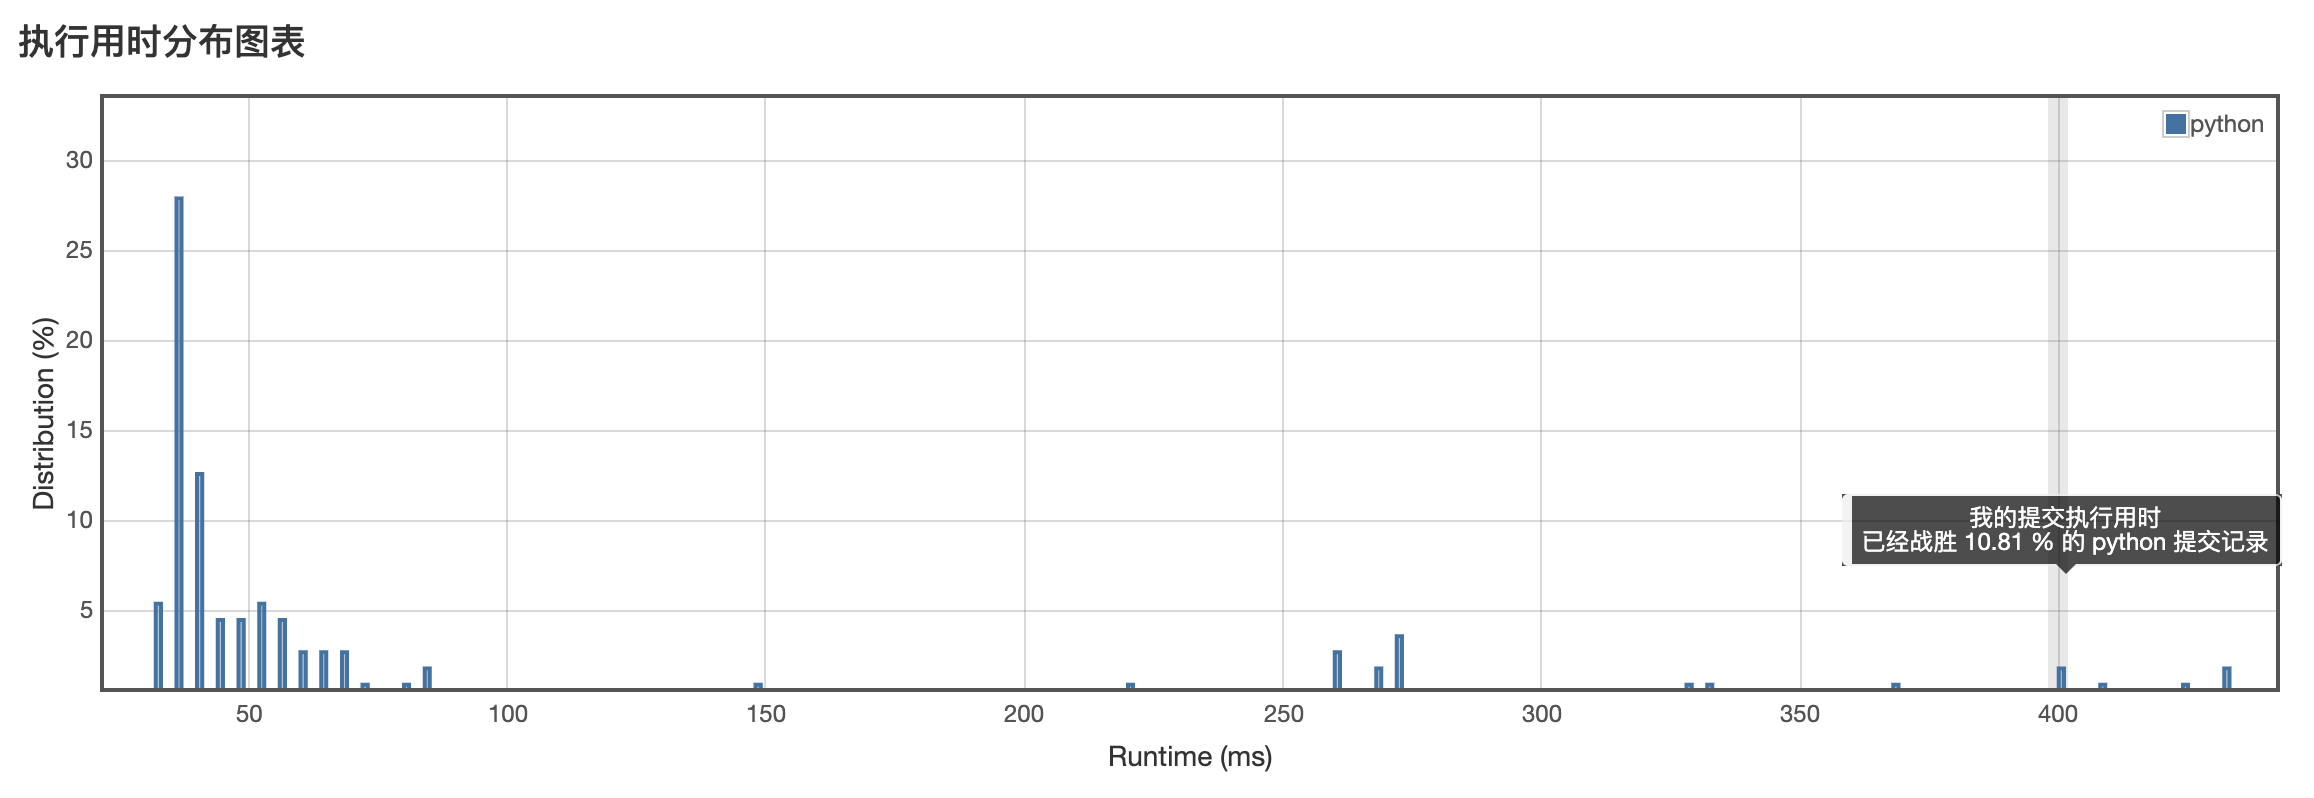 执行用时分布图表
python
30
25
20
15
10
5
Distribution (%)
我的提交执行用时
已经战胜 10.81 % 的 python 提交记录
50 100 150 200 250 300 350 400
Runtime (ms)